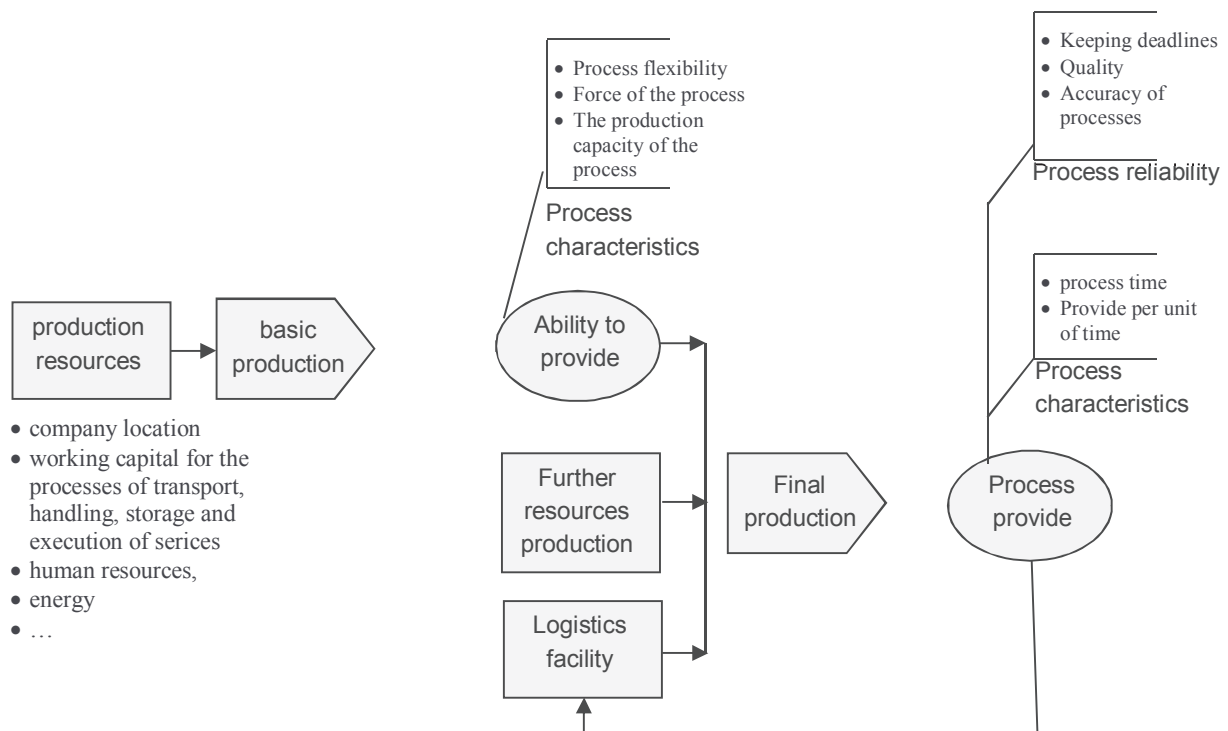 • Process flexibility
• Force of the process
• The production
capacity of the
process
Process
characteristics
• Keeping deadlines
• Quality
• Accuracy of
processes
Process reliability
• process time
• Provide per unit
of time
Process
characteristics
production
resources
basic
production
• company location
• working capital for the
processes of transport,
handling, storage and
execution of serices
• human resources,
• energy
• …
Ability to
provide
Further
resources
production
Logistics
facility
Final
production
Process
provide